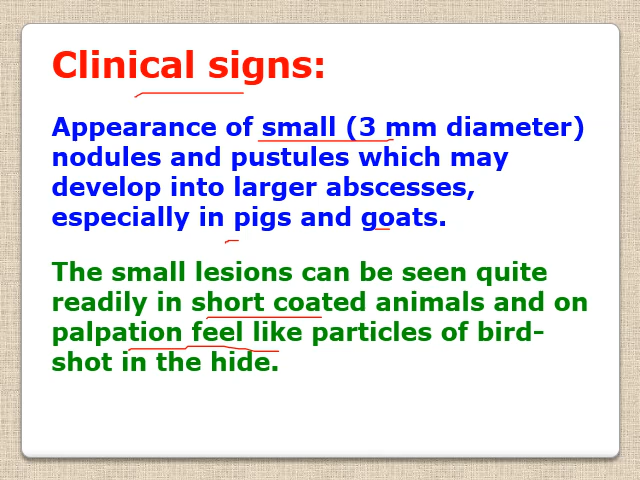 Clinical signs:
Appearance of small (3 mm diameter)
nodules and pustules which may
develop into larger abscesses,
especially in pigs and goats.
The small lesions can be seen quite
readily in short coated animals and on
palpation feel like particles of bird-
shot in the hide.